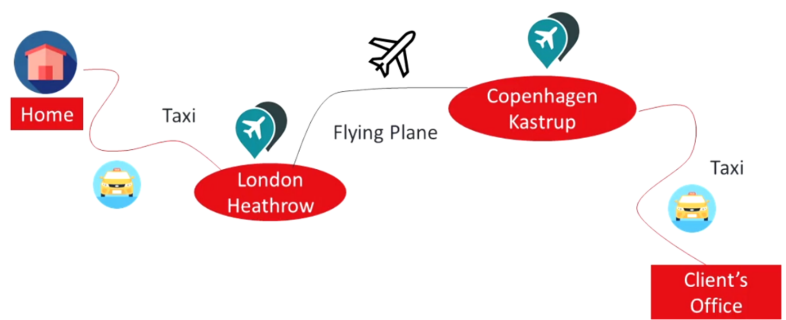 Home
Taxi
London
Heathrow
Flying Plane
Copenhagen
Kastrup
Taxi
Client’s
Office